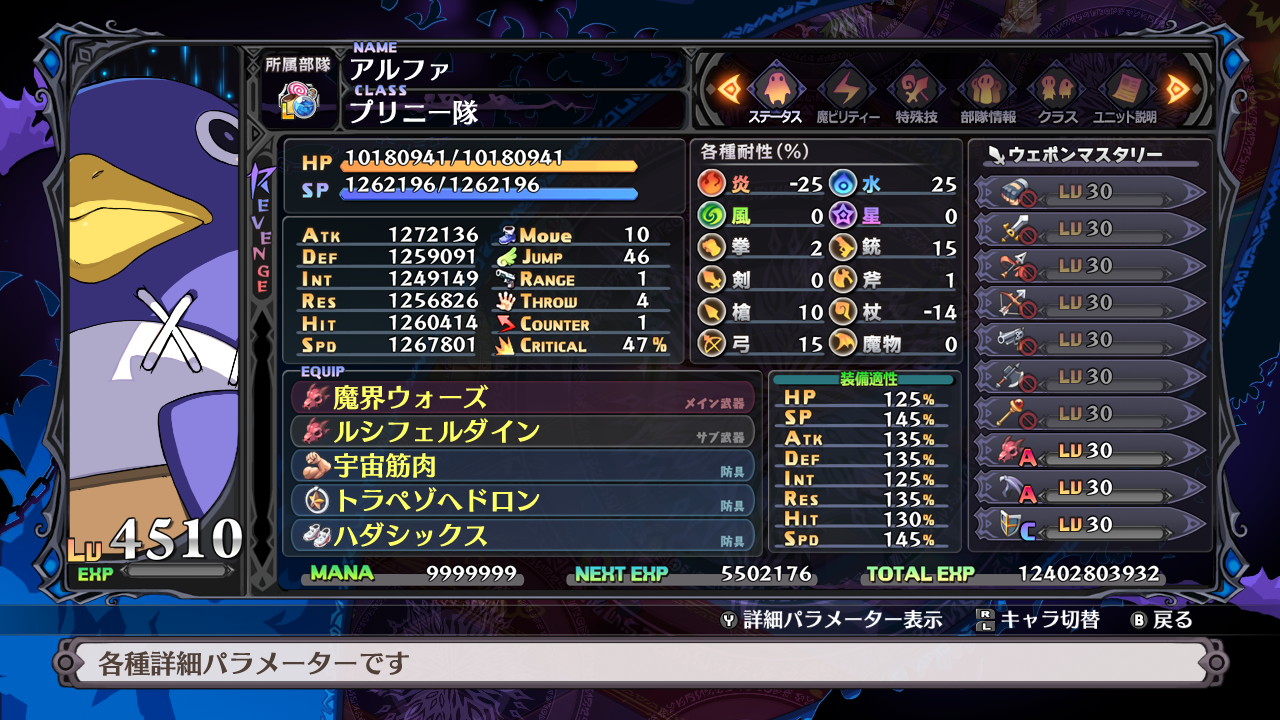 所属部隊
NAME
アルファ
CLASS
プリニー隊
ステータス 魔ビリティー 特殊技 部隊情報 クラス ユニット説明
REVENGE
HP 10180941/10180941
SP 1262196/1262196
ATK 1272136 MOVE 10
DEF 1259091 JUMP 46
INT 1249149 RANGE 1
RES 1256826 THROW 4
HIT 1260414 COUNTER 1
SPD 1267801 CRITICAL 47%
各種耐性(%)
炎 -25 水 25
風 0 星 0
拳 2 銃 15
剣 0 斧 1
槍 10 杖 -14
弓 15 魔物 0
ウェポンマスタリー
LV 30
LV 30
LV 30
LV 30
LV 30
LV 30
LV 30
A LV 30
A LV 30
C LV 30
EQUIP
魔界ウォーズ メイン武器
ルシフェルダイン サブ武器
宇宙筋肉 防具
トラペゾヘドロン 防具
ハダシックス 防具
装備適性
HP 125%
SP 145%
ATK 135%
DEF 135%
INT 125%
RES 135%
HIT 130%
SPD 145%
LV 4510
EXP
MANA 9999999 NEXT EXP 5502176 TOTAL EXP 12402803932
Y 詳細パラメーター表示 R L キャラ切替 B 戻る
各種詳細パラメーターです